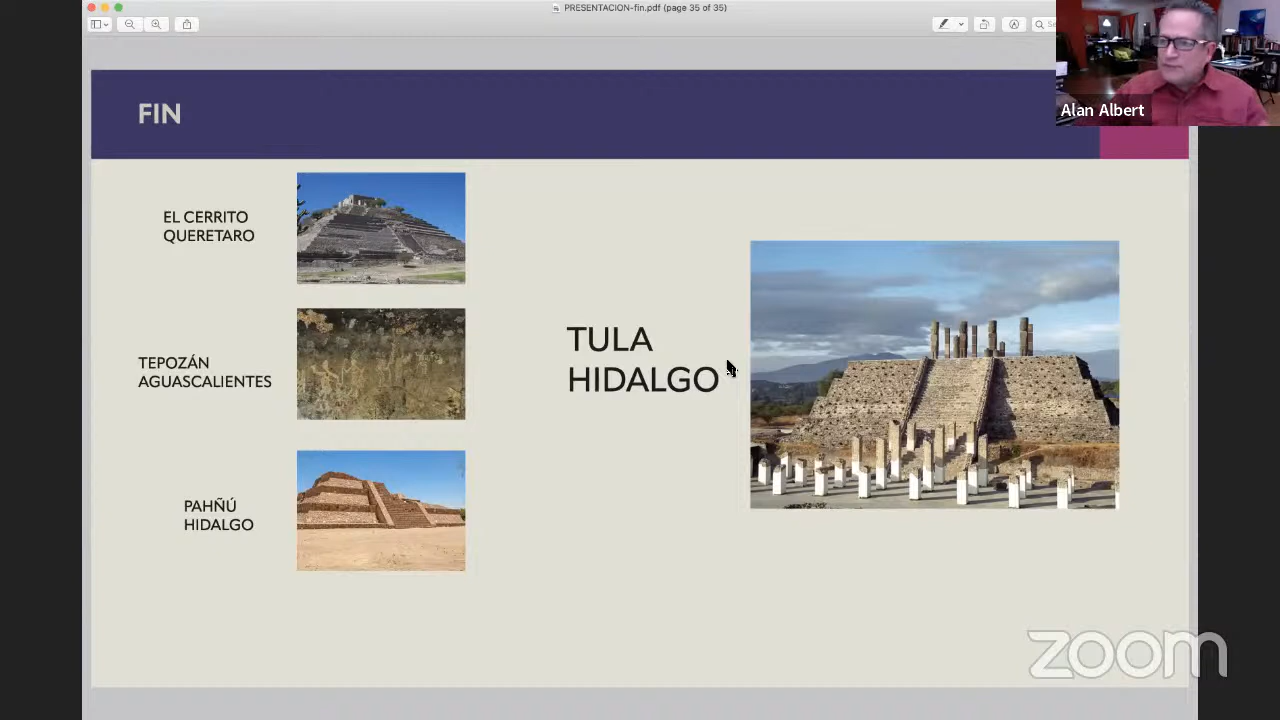 PRESENTACION-fin.pdf (page 35 of 35)
Alan Albert
FIN
EL CERRITO
QUERETARO
TEPOZÁN
AGUASCALIENTES
PAHÑÚ
HIDALGO
TULA
HIDALGO
zoom